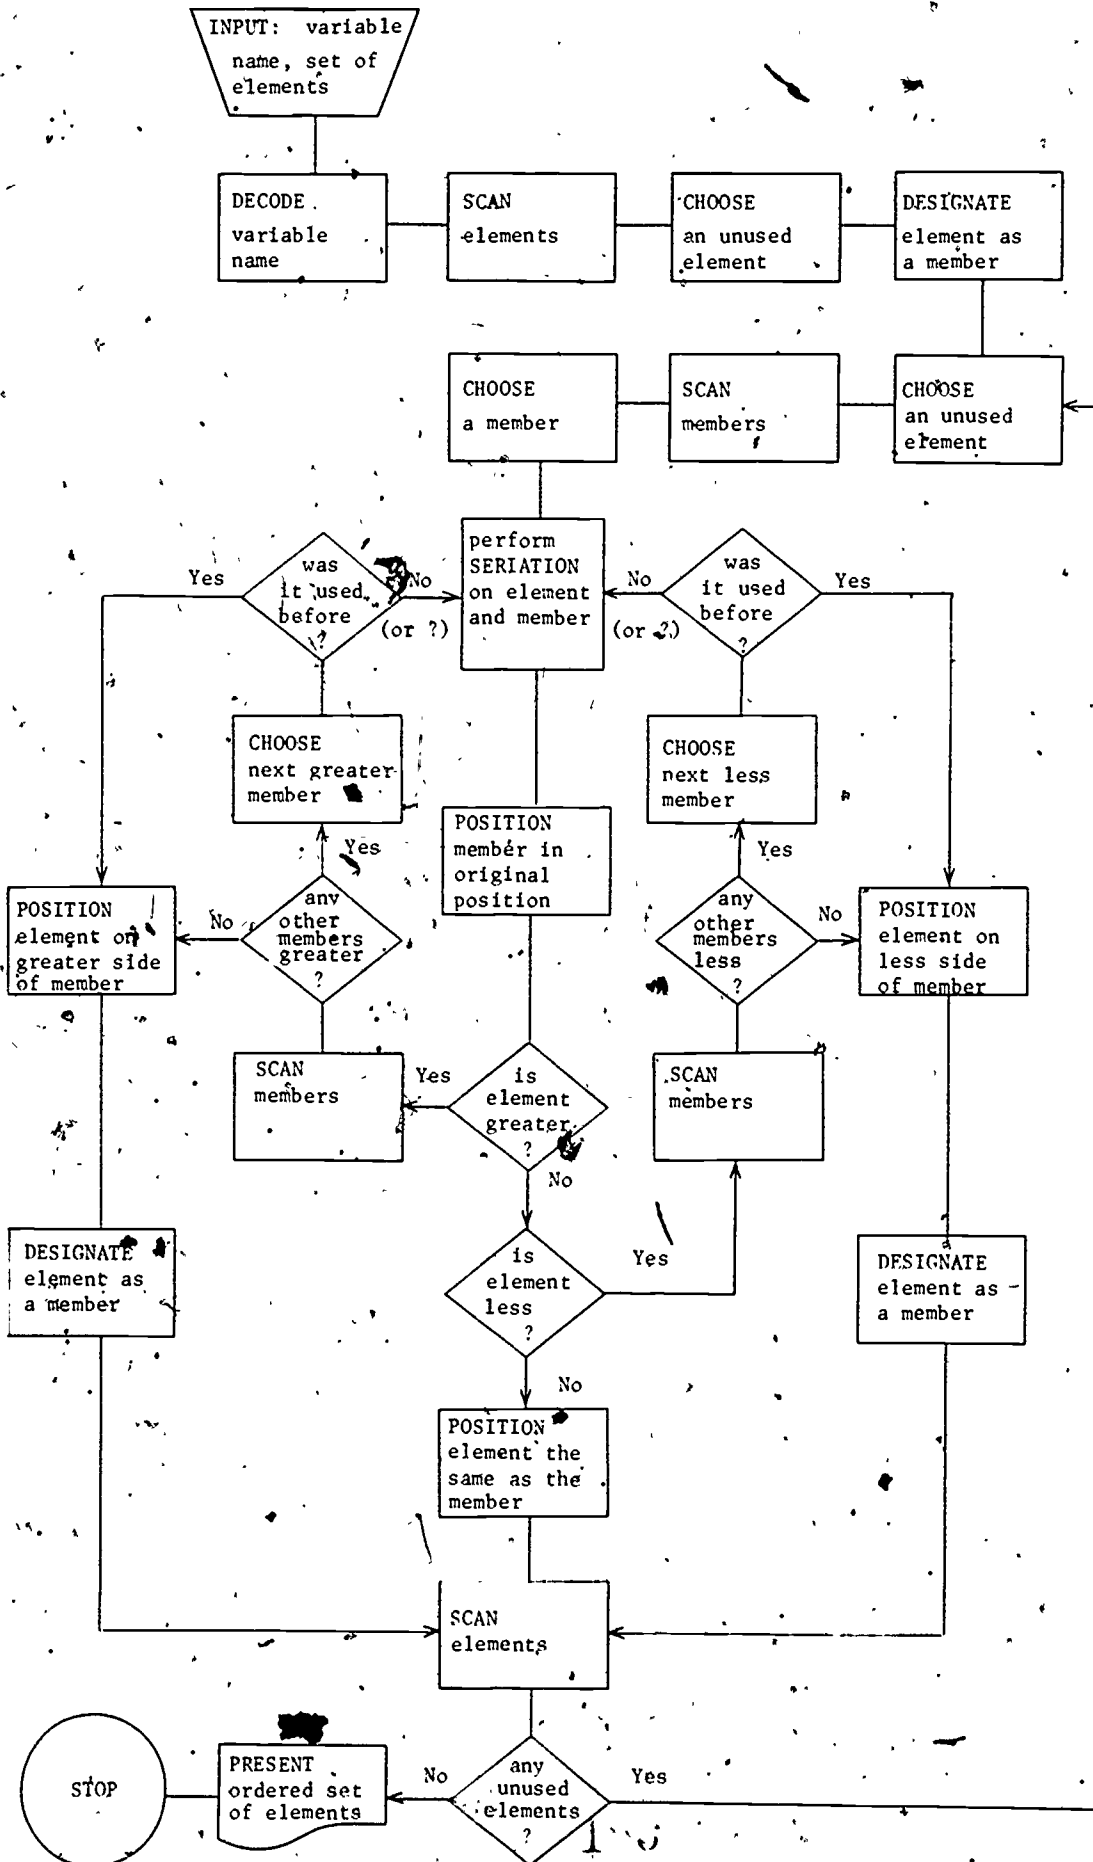 INPUT: variable
name, set of
elements
DECODE
variable
name
SCAN
elements
CHOOSE
an unused
element
DESIGNATE
element as
a member
CHOOSE
a member
SCAN
members
CHOOSE
an unused
element
perform
SERIATION
on element
and member
was
it used
before
?
Yes
No
(or ?)
was
it used
before
?
No
(or ?)
Yes
CHOOSE
next greater
member
CHOOSE
next less
member
POSITION
member in
original
position
Yes
Yes
any
other
members
greater
?
No
POSITION
element on
greater side
of member
any
other
members
less
?
No
POSITION
element on
less side
of member
SCAN
members
Yes
is
element
greater
?
No
SCAN
members
DESIGNATE
element as
a member
is
element
less
?
Yes
No
DESIGNATE
element as
a member
POSITION
element the
same as the
member
SCAN
elements
any
unused
elements
?
No
Yes
PRESENT
ordered set
of elements
STOP